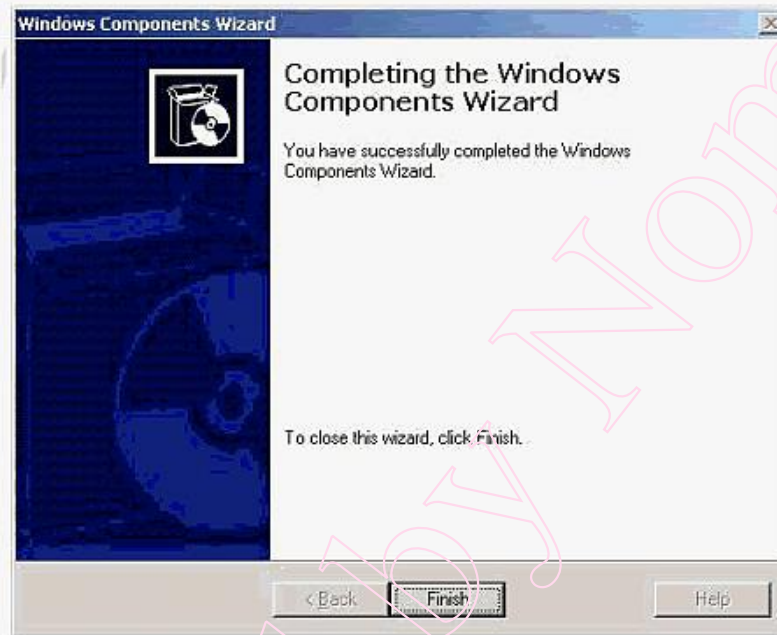 Windows Components Wizard
Completing the Windows
Components Wizard
You have successfully completed the Windows
Components Wizard.
To close this wizard, click Finish.
< Back
Finish
Help
by